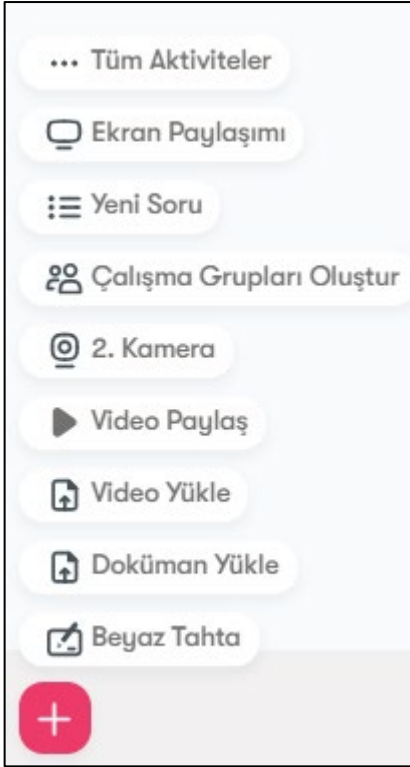 Tüm Aktiviteler
Ekran Paylaşımı
Yeni Soru
Çalışma Grupları Oluştur
2. Kamera
Video Paylaş
Video Yükle
Doküman Yükle
Beyaz Tahta